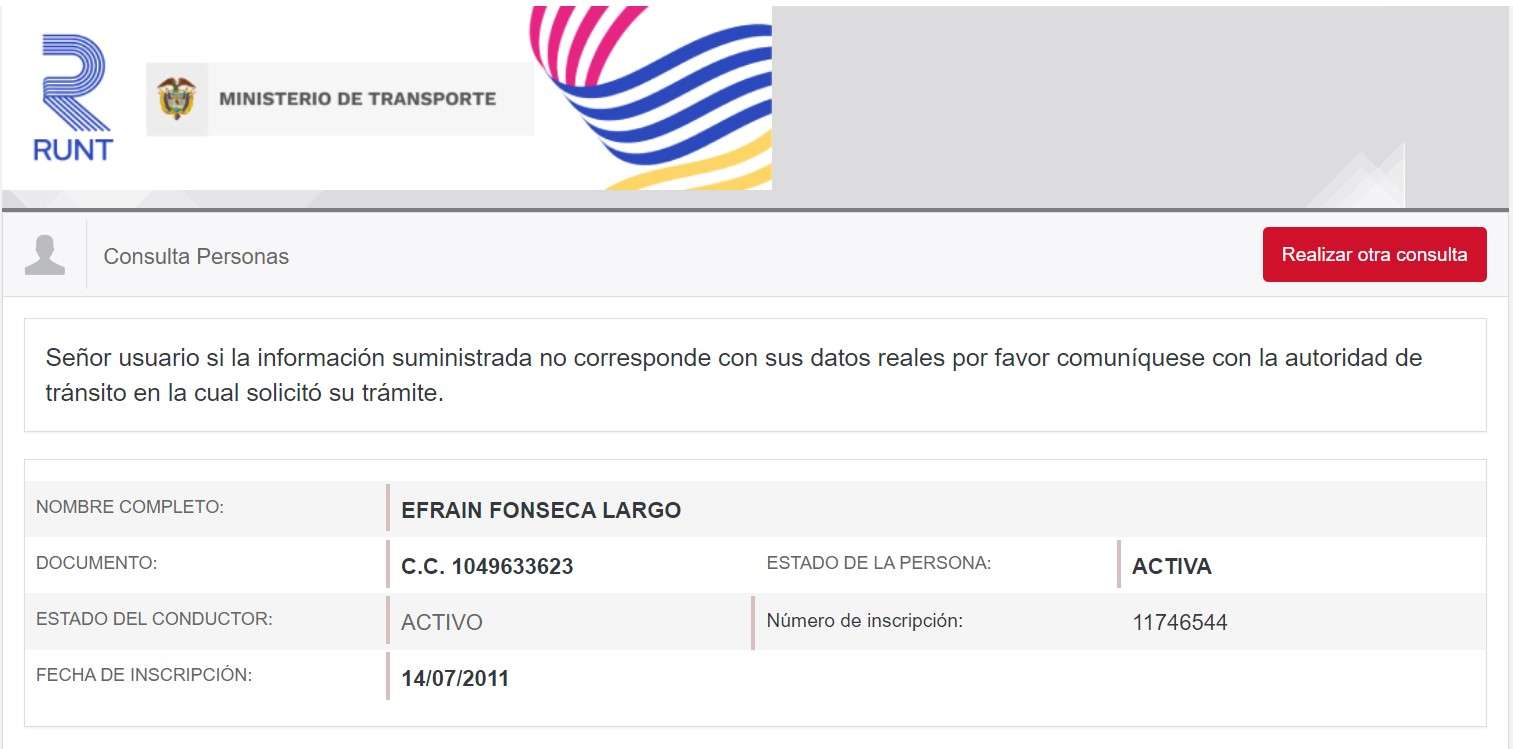 RUNT
MINISTERIO DE TRANSPORTE
Consulta Personas
Realizar otra consulta
Señor usuario si la información suministrada no corresponde con sus datos reales por favor comuníquese con la autoridad de
tránsito en la cual solicitó su trámite.
NOMBRE COMPLETO: EFRAIN FONSECA LARGO
DOCUMENTO: C.C. 1049633623 ESTADO DE LA PERSONA: ACTIVA
ESTADO DEL CONDUCTOR: ACTIVO Número de inscripción: 11746544
FECHA DE INSCRIPCIÓN: 14/07/2011